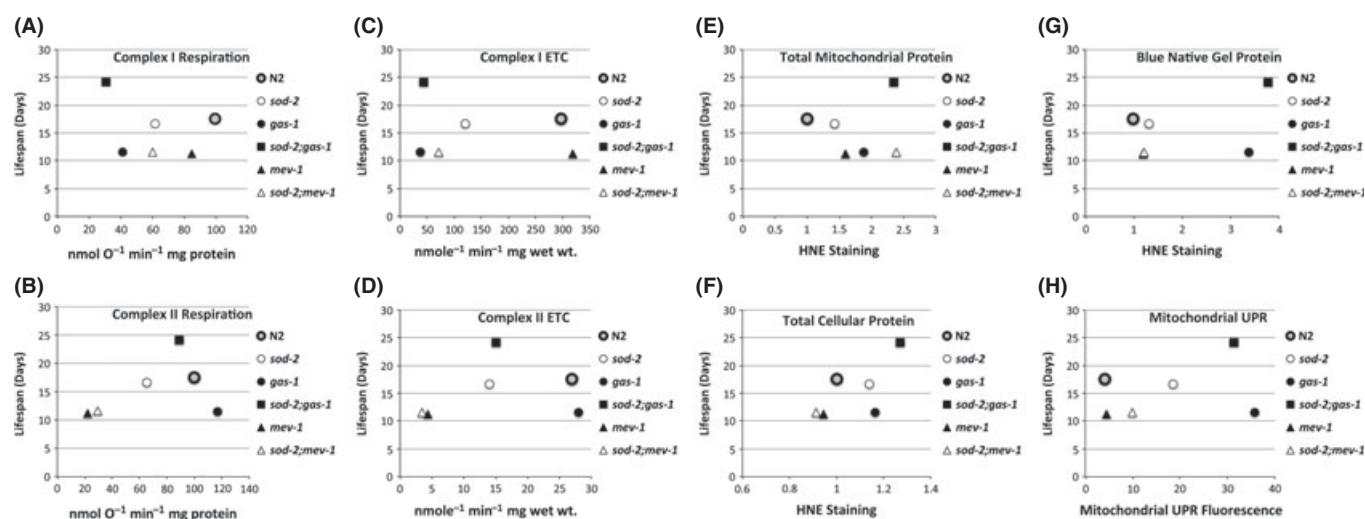 (A)
Complex I Respiration
Lifespan (Days)
30
25
20
15
10
5
0
0 20 40 60 80 100 120
nmol O⁻¹ min⁻¹ mg protein
N2
sod-2
gas-1
sod-2;gas-1
mev-1
sod-2;mev-1
(C)
Complex I ETC
Lifespan (Days)
30
25
20
15
10
5
0
0 50 100 150 200 250 300 350
nmole⁻¹ min⁻¹ mg wet wt.
N2
sod-2
gas-1
sod-2;gas-1
mev-1
sod-2;mev-1
(E)
Total Mitochondrial Protein
Lifespan (Days)
30
25
20
15
10
5
0
0 0.5 1 1.5 2 2.5 3
HNE Staining
N2
sod-2
gas-1
sod-2;gas-1
mev-1
sod-2;mev-1
(G)
Blue Native Gel Protein
Lifespan (Days)
30
25
20
15
10
5
0
0 1 2 3 4
HNE Staining
N2
sod-2
gas-1
sod-2;gas-1
mev-1
sod-2;mev-1
(B)
Complex II Respiration
Lifespan (Days)
30
25
20
15
10
5
0
0 20 40 60 80 100 120 140
nmol O⁻¹ min⁻¹ mg protein
N2
sod-2
gas-1
sod-2;gas-1
mev-1
sod-2;mev-1
(D)
Complex II ETC
Lifespan (Days)
30
25
20
15
10
5
0
0 5 10 15 20 25 30
nmole⁻¹ min⁻¹ mg wet wt.
N2
sod-2
gas-1
sod-2;gas-1
mev-1
sod-2;mev-1
(F)
Total Cellular Protein
Lifespan (Days)
30
25
20
15
10
5
0
0.6 0.8 1 1.2 1.4
HNE Staining
N2
sod-2
gas-1
sod-2;gas-1
mev-1
sod-2;mev-1
(H)
Mitochondrial UPR
Lifespan (Days)
30
25
20
15
10
5
0
0 10 20 30 40
Mitochondrial UPR Fluorescence
N2
sod-2
gas-1
sod-2;gas-1
mev-1
sod-2;mev-1